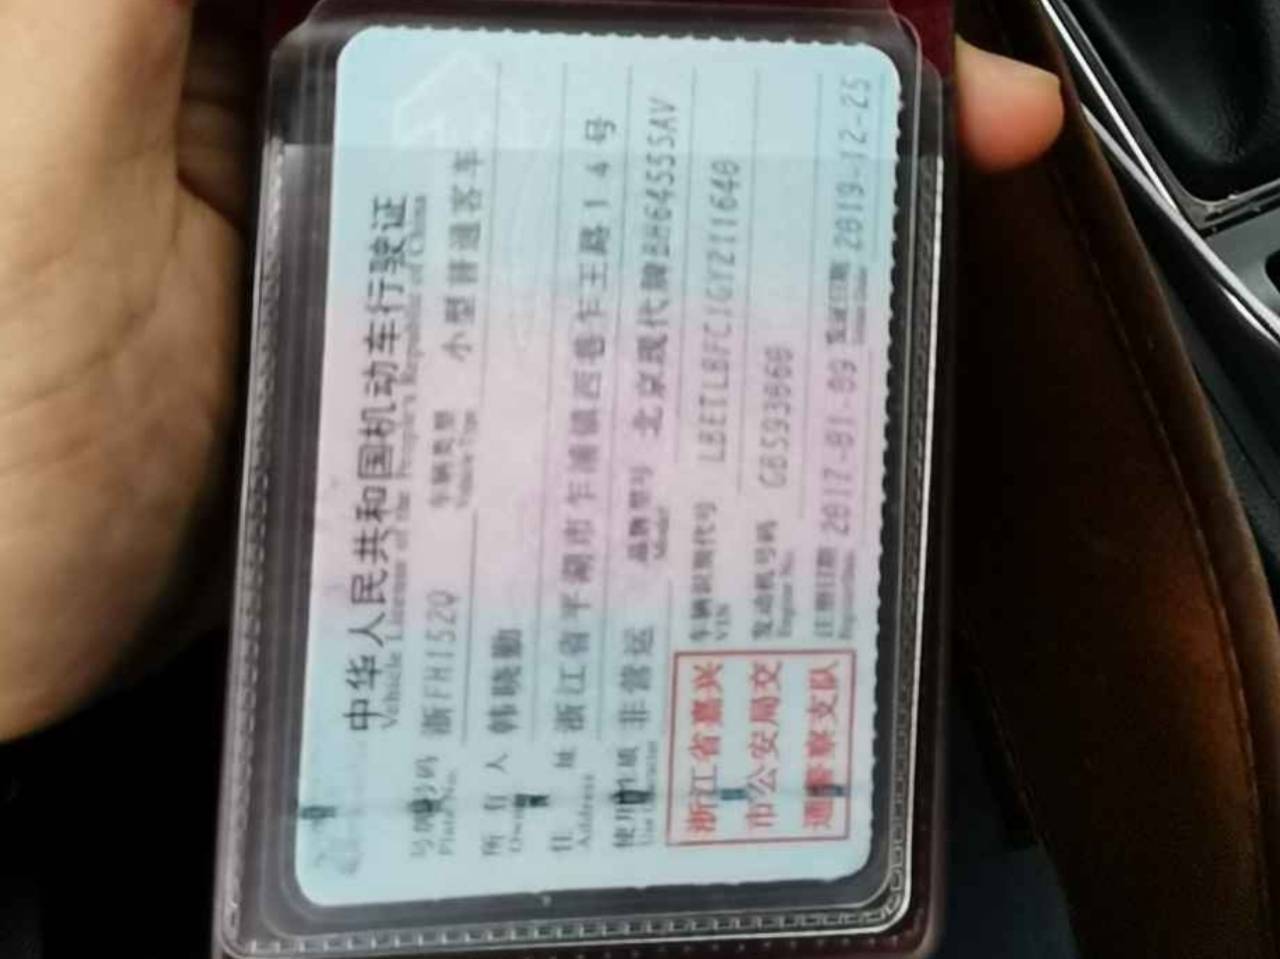 中华人民共和国机动车行驶证
Vehicle License of the People's Republic of China
号牌号码 浙FH152Q 车辆类型 小型普通客车
Plate No. Vehicle Type
所有人 韩晓勤
Owner
住址 浙江省平湖市乍浦镇西巷乍王路14号
Address
使用性质 非营运 品牌型号 北京现代牌BH6455SAV
Use Character Model
车辆识别代号 LBETLBFC1GY211640
VIN
发动机号码 GB593868
Engine No.
注册日期 2017-01-09 发证日期 2019-12-25
Register Date Issue Date
浙江省嘉兴
市公安局交
通警察支队